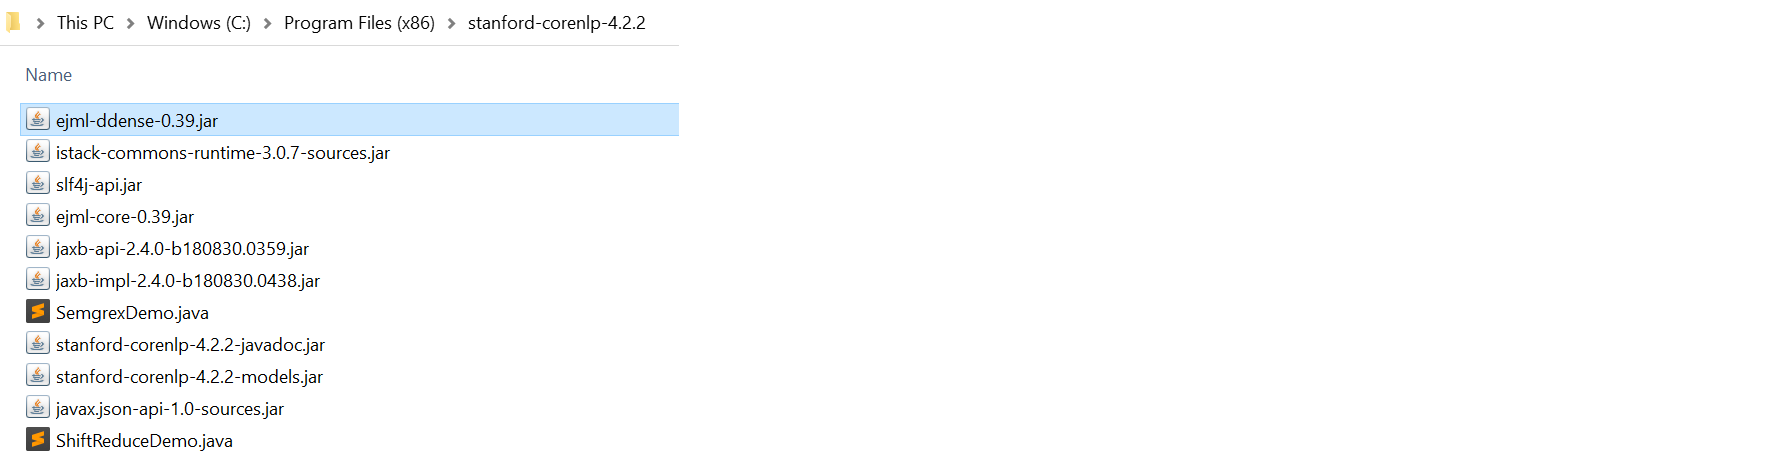 This PC > Windows (C:) > Program Files (x86) > stanford-corenlp-4.2.2
Name
ejml-ddense-0.39.jar
istack-commons-runtime-3.0.7-sources.jar
slf4j-api.jar
ejml-core-0.39.jar
jaxb-api-2.4.0-b180830.0359.jar
jaxb-impl-2.4.0-b180830.0438.jar
SemgrexDemo.java
stanford-corenlp-4.2.2-javadoc.jar
stanford-corenlp-4.2.2-models.jar
javax.json-api-1.0-sources.jar
ShiftReduceDemo.java